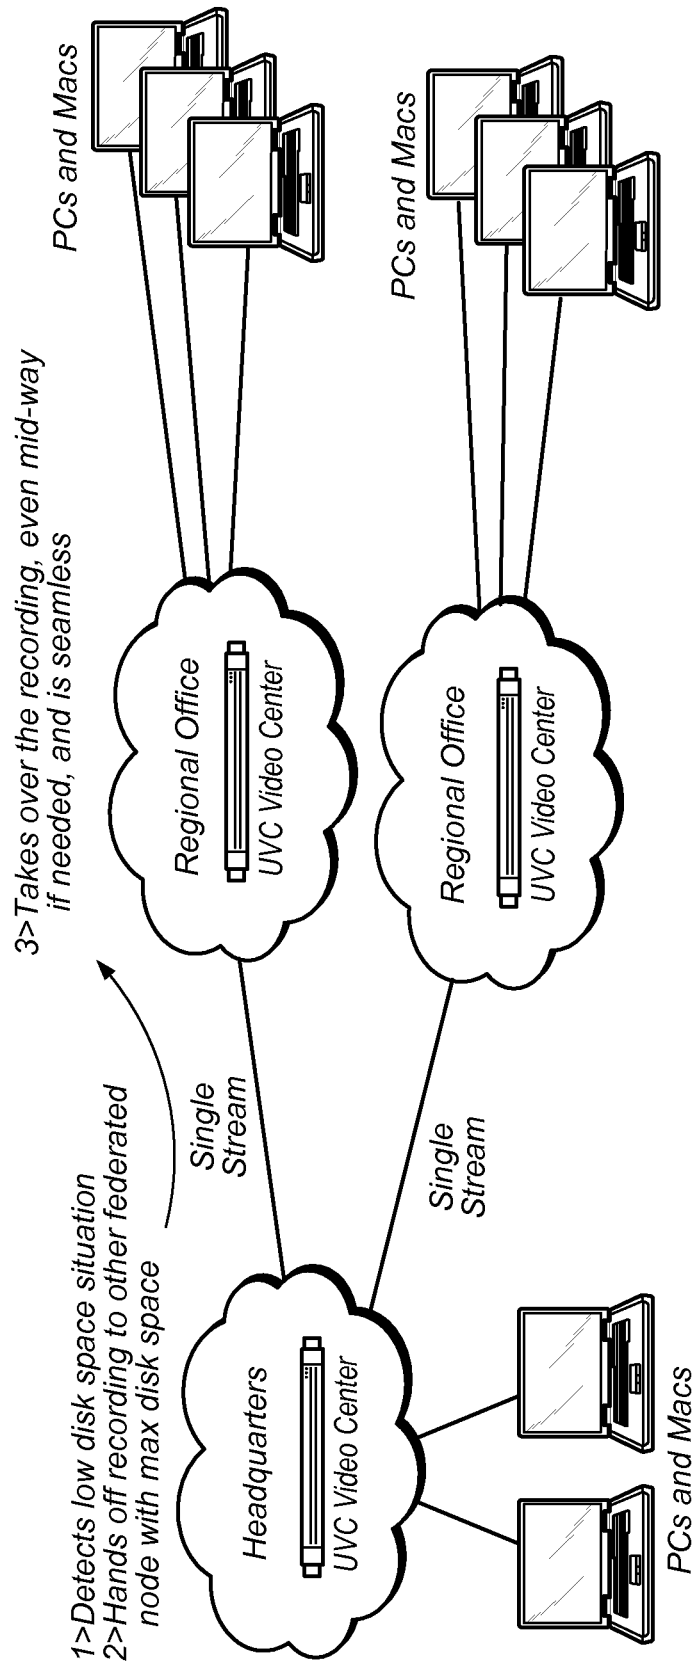 1>Detects low disk space situation
2>Hands off recording to other federated
node with max disk space
3>Takes over the recording, even mid-way
if needed, and is seamless
PCs and Macs
Regional Office
UVC Video Center
Single
Stream
Headquarters
UVC Video Center
Single
Stream
Regional Office
UVC Video Center
PCs and Macs
PCs and Macs